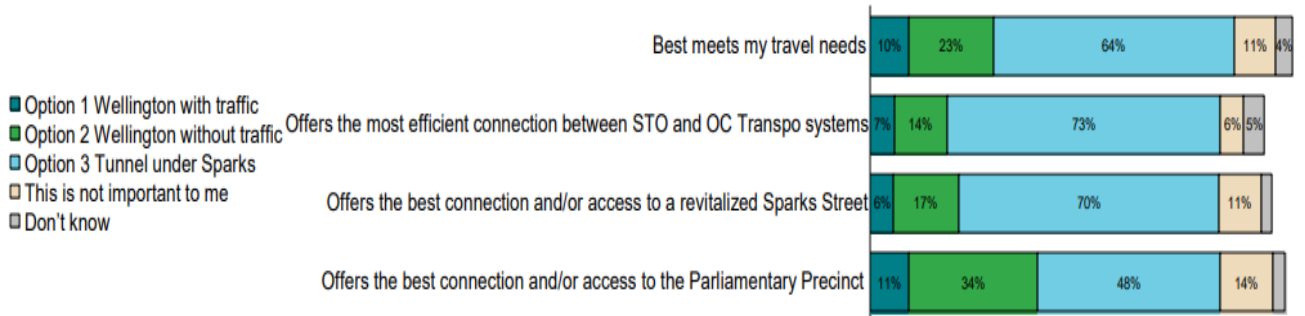 Best meets my travel needs 10% 23% 64% 11% 4%
Option 1 Wellington with traffic
Option 2 Wellington without traffic
Option 3 Tunnel under Sparks
This is not important to me
Don't know
Offers the most efficient connection between STO and OC Transpo systems 7% 14% 73% 6% 5%
Offers the best connection and/or access to a revitalized Sparks Street 6% 17% 70% 11%
Offers the best connection and/or access to the Parliamentary Precinct 11% 34% 48% 14%